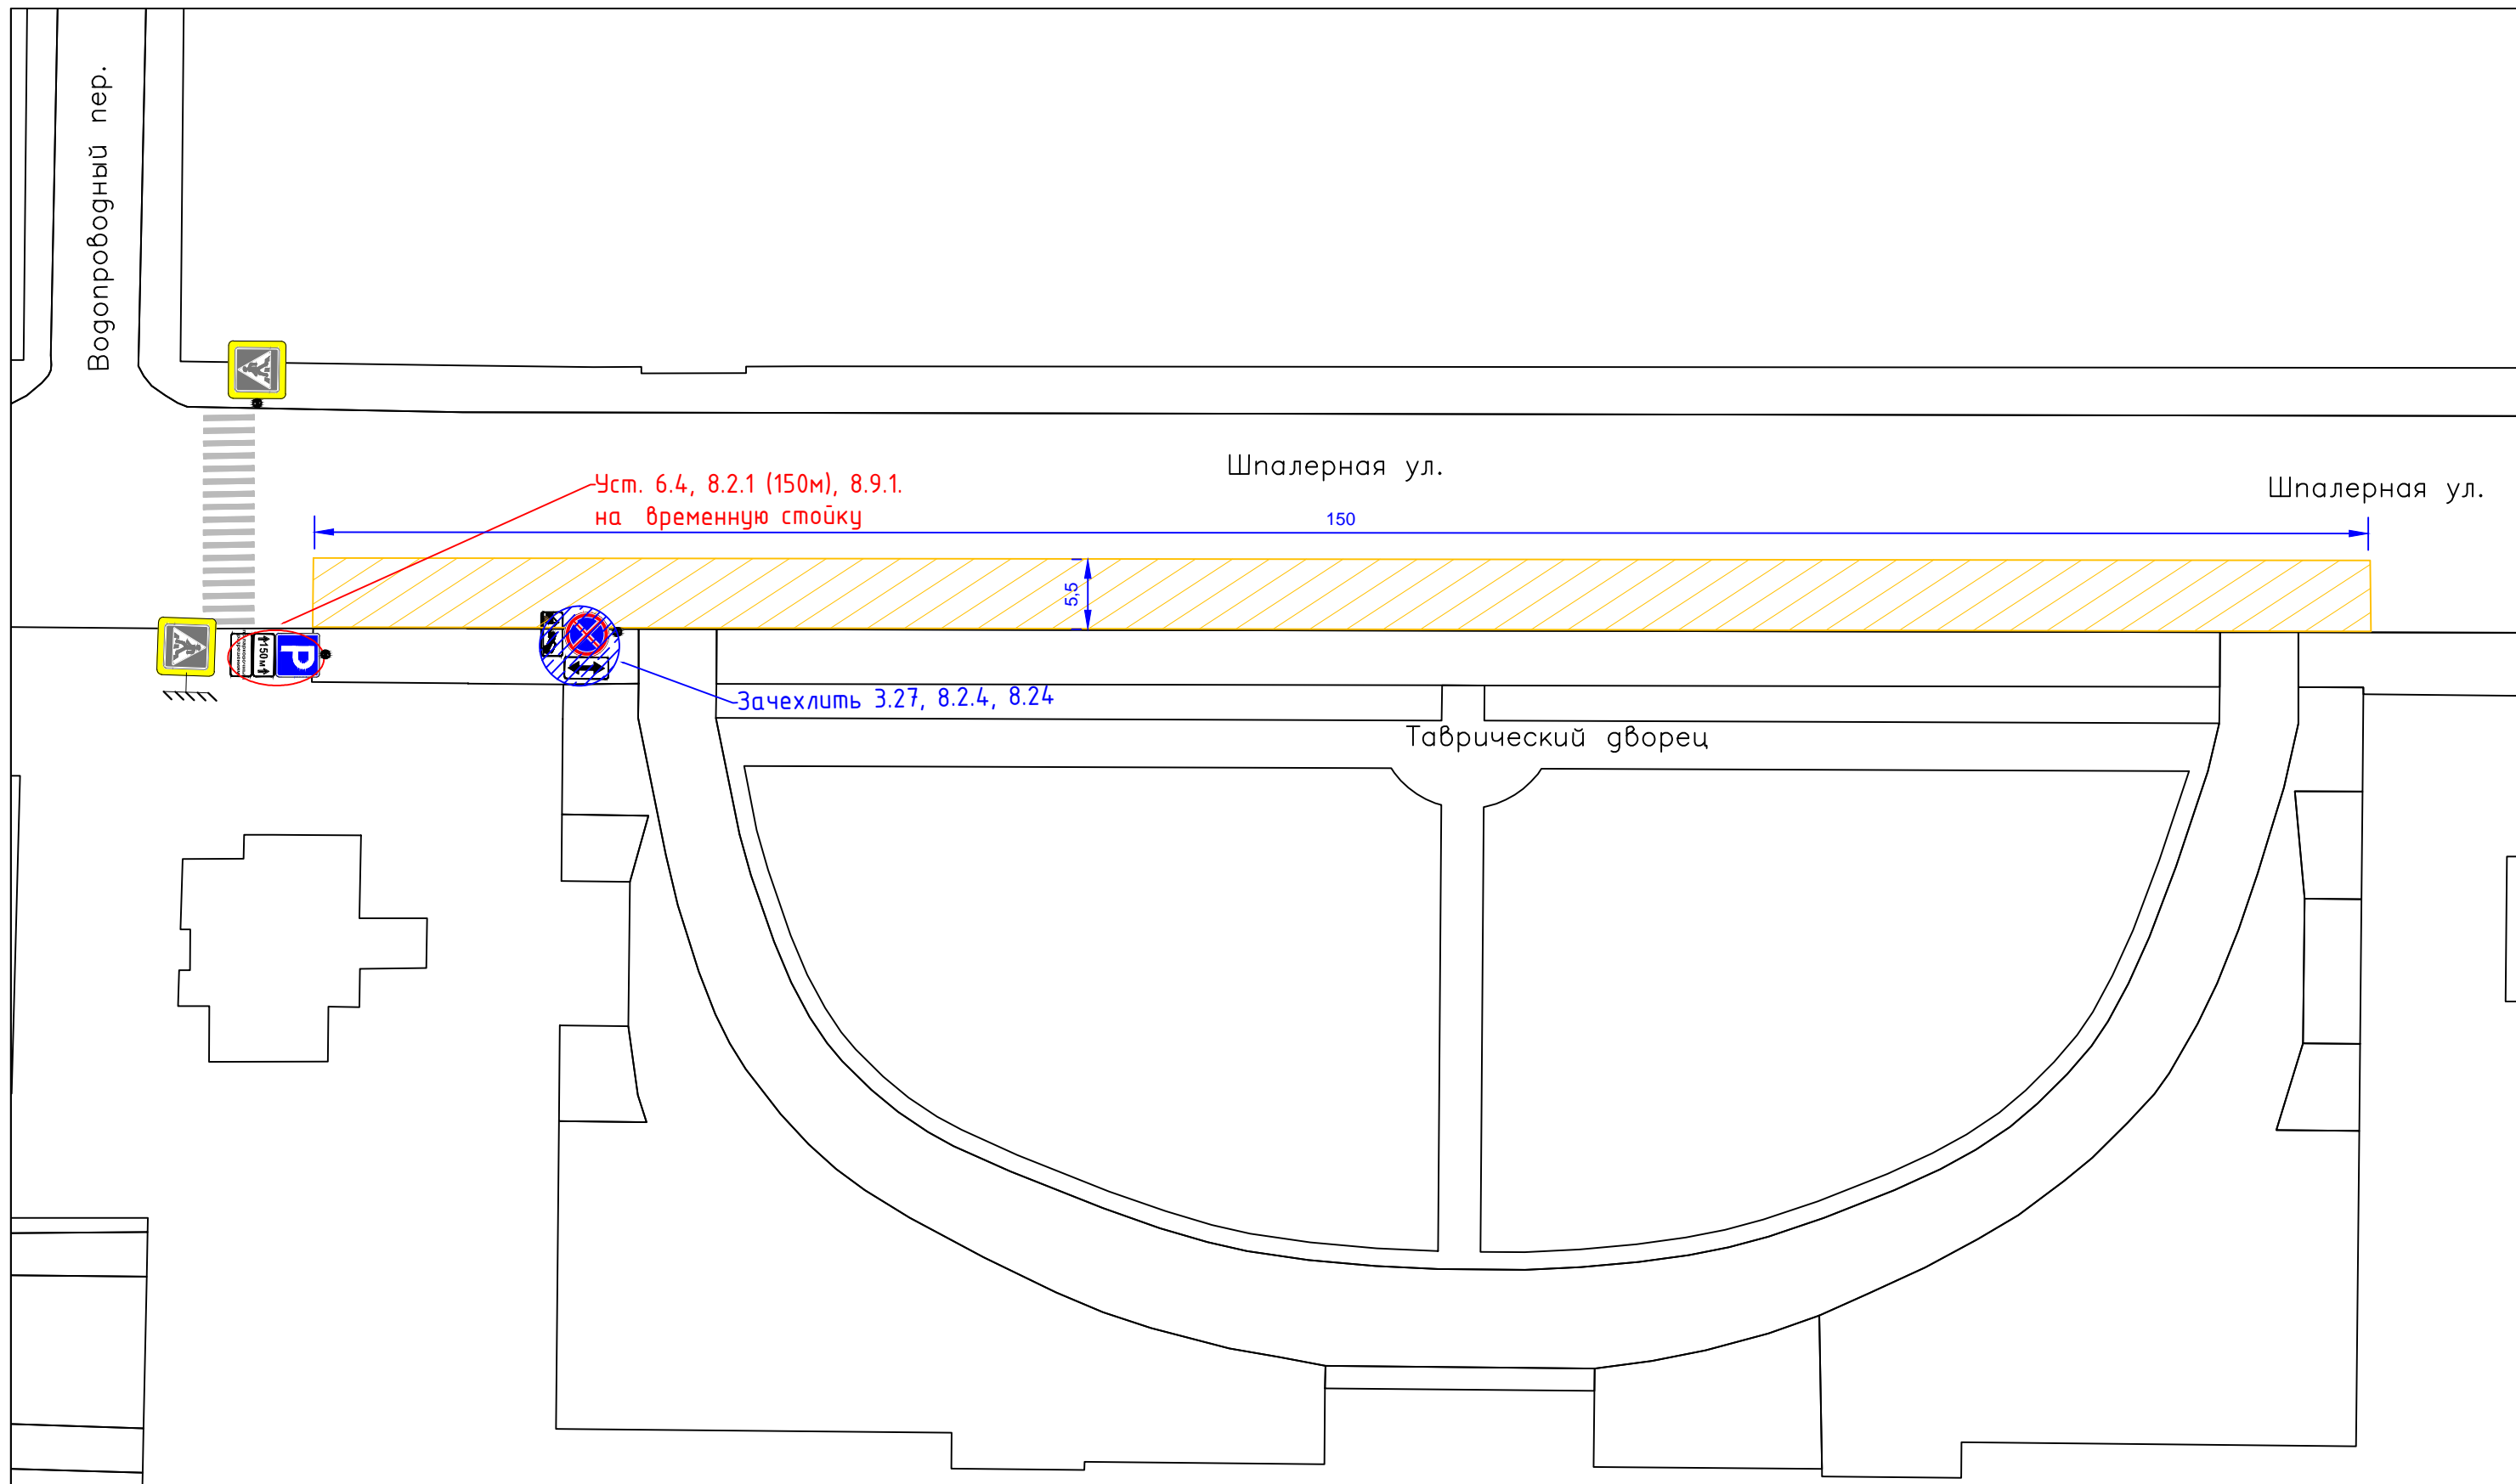 Водопроводный пер.
Шпалерная ул.
Шпалерная ул.
Уст. 6.4, 8.2.1 (150м), 8.9.1.
на временную стойку
150
5,5
150м
P
Зачехлить 3.27, 8.2.4, 8.24
Таврический дворец